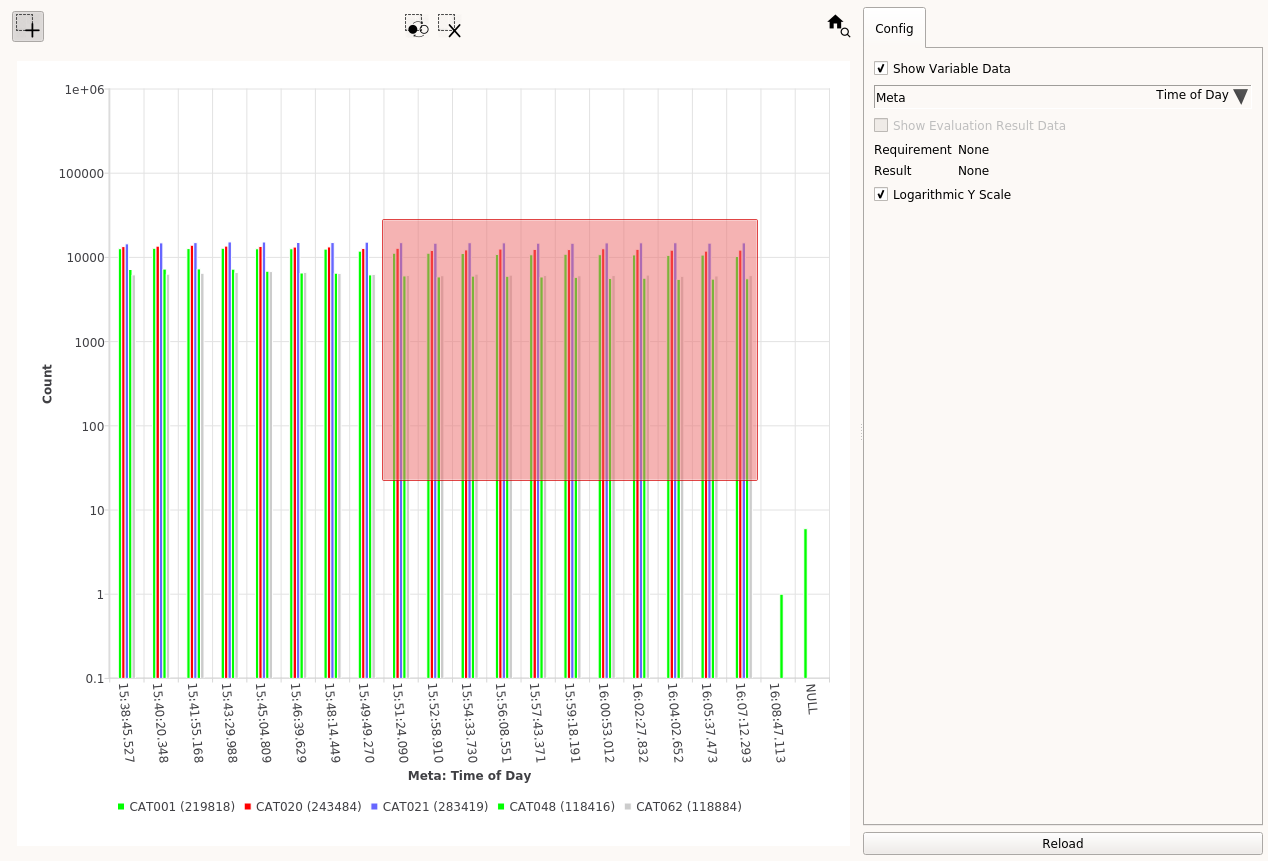 Config
Show Variable Data
Meta Time of Day
Show Evaluation Result Data
Requirement None
Result None
Logarithmic Y Scale
Reload
1e+06
100000
10000
1000
100
10
1
0.1
Count
15:38:45.527
15:40:20.348
15:41:55.168
15:43:29.988
15:45:04.809
15:46:39.629
15:48:14.449
15:49:49.270
15:51:24.090
15:52:58.910
15:54:33.730
15:56:08.551
15:57:43.371
15:59:18.191
16:00:53.012
16:02:27.832
16:04:02.652
16:05:37.473
16:07:12.293
16:08:47.113
NULL
Meta: Time of Day
CAT001 (219818) CAT020 (243484) CAT021 (283419) CAT048 (118416) CAT062 (118884)